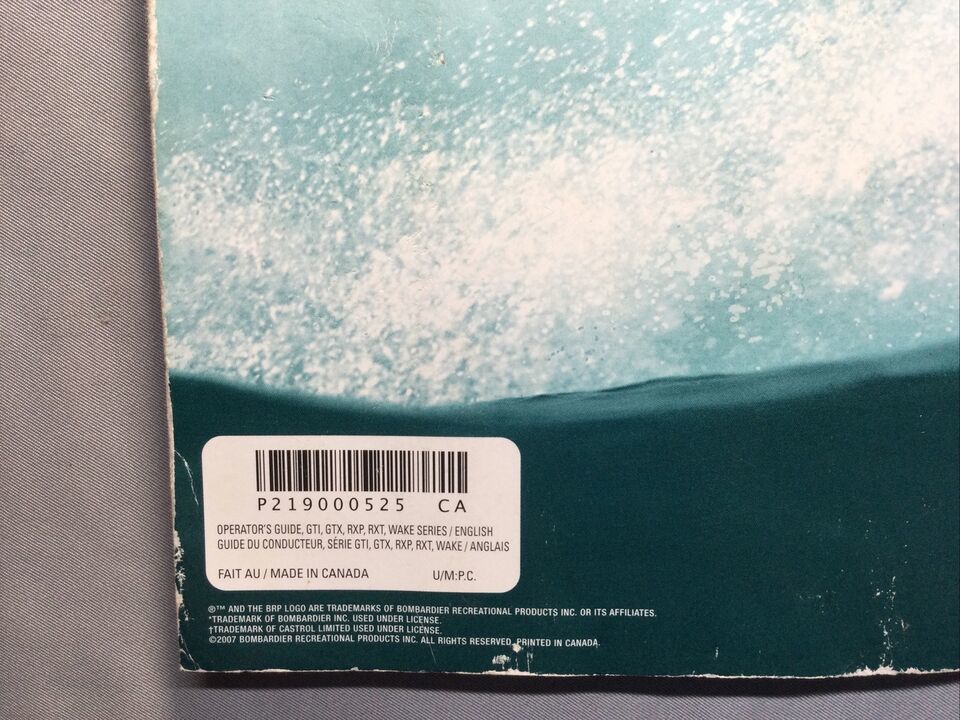 P219000525 CA
OPERATOR'S GUIDE, GTI, GTX, RXP, RXT, WAKE SERIES / ENGLISH
GUIDE DU CONDUCTEUR, SÉRIE GTI, GTX, RXP, RXT, WAKE / ANGLAIS
FAIT AU / MADE IN CANADA U/M:P.C.
®™ AND THE BRP LOGO ARE TRADEMARKS OF BOMBARDIER RECREATIONAL PRODUCTS INC. OR ITS AFFILIATES.
*TRADEMARK OF BOMBARDIER INC. USED UNDER LICENSE.
†TRADEMARK OF CASTROL LIMITED USED UNDER LICENSE.
©2007 BOMBARDIER RECREATIONAL PRODUCTS INC. ALL RIGHTS RESERVED. PRINTED IN CANADA.